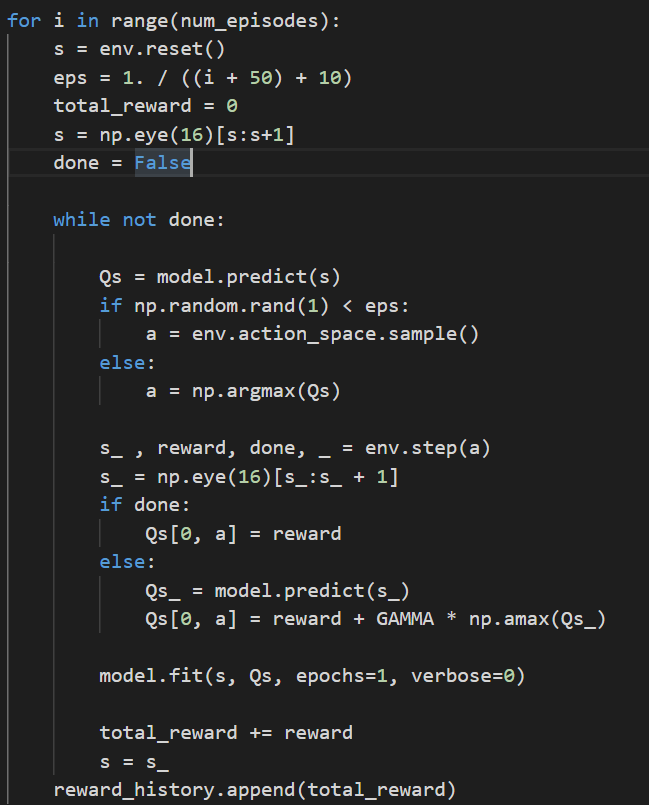 for i in range(num_episodes):
    s = env.reset()
    eps = 1. / ((i + 50) + 10)
    total_reward = 0
    s = np.eye(16)[s:s+1]
    done = False
    while not done:
        Qs = model.predict(s)
        if np.random.rand(1) < eps:
            a = env.action_space.sample()
        else:
            a = np.argmax(Qs)
        s_ , reward, done, _ = env.step(a)
        s_ = np.eye(16)[s_:s_ + 1]
        if done:
            Qs[0, a] = reward
        else:
            Qs_ = model.predict(s_)
            Qs[0, a] = reward + GAMMA * np.amax(Qs_)
        model.fit(s, Qs, epochs=1, verbose=0)
        total_reward += reward
        s = s_
    reward_history.append(total_reward)